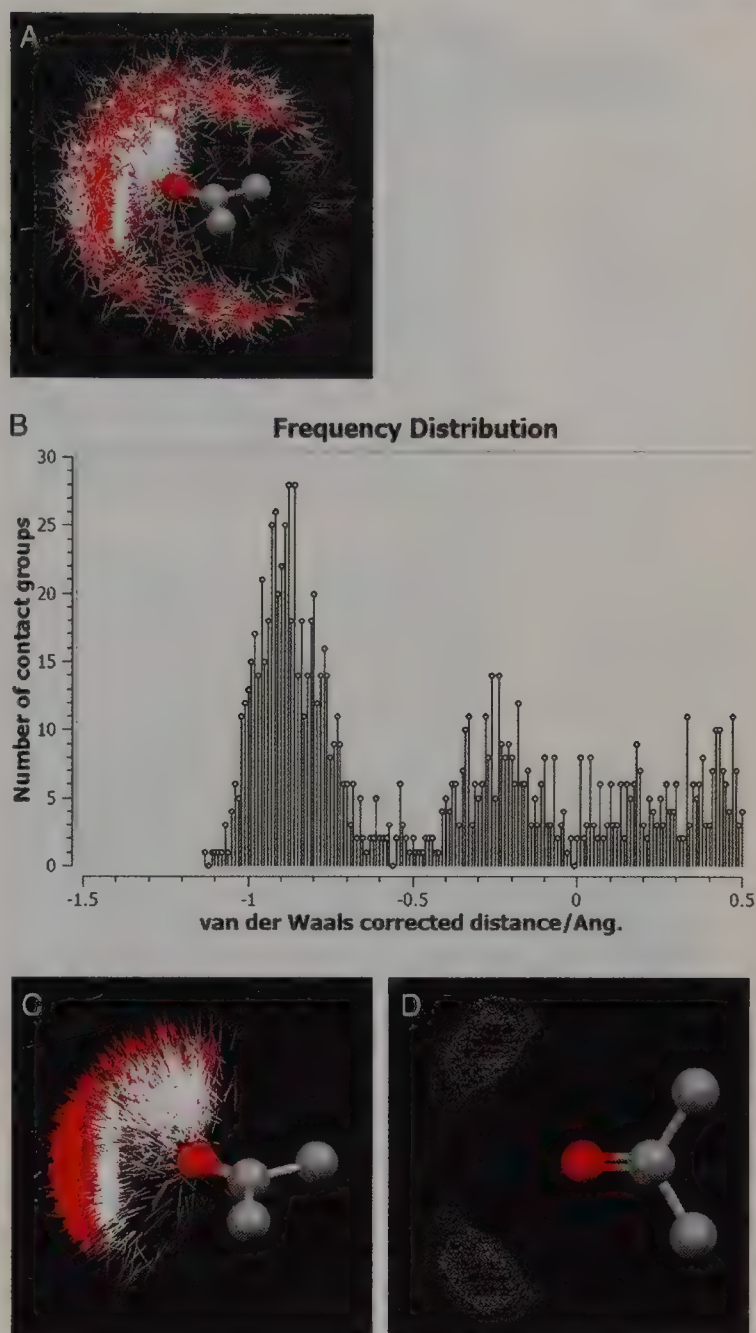 A
B
Frequency Distribution
Number of contact groups
30
25
20
15
10
5
0
-1.5
-1
-0.5
0
0.5
van der Waals corrected distance/Ang.
C
D